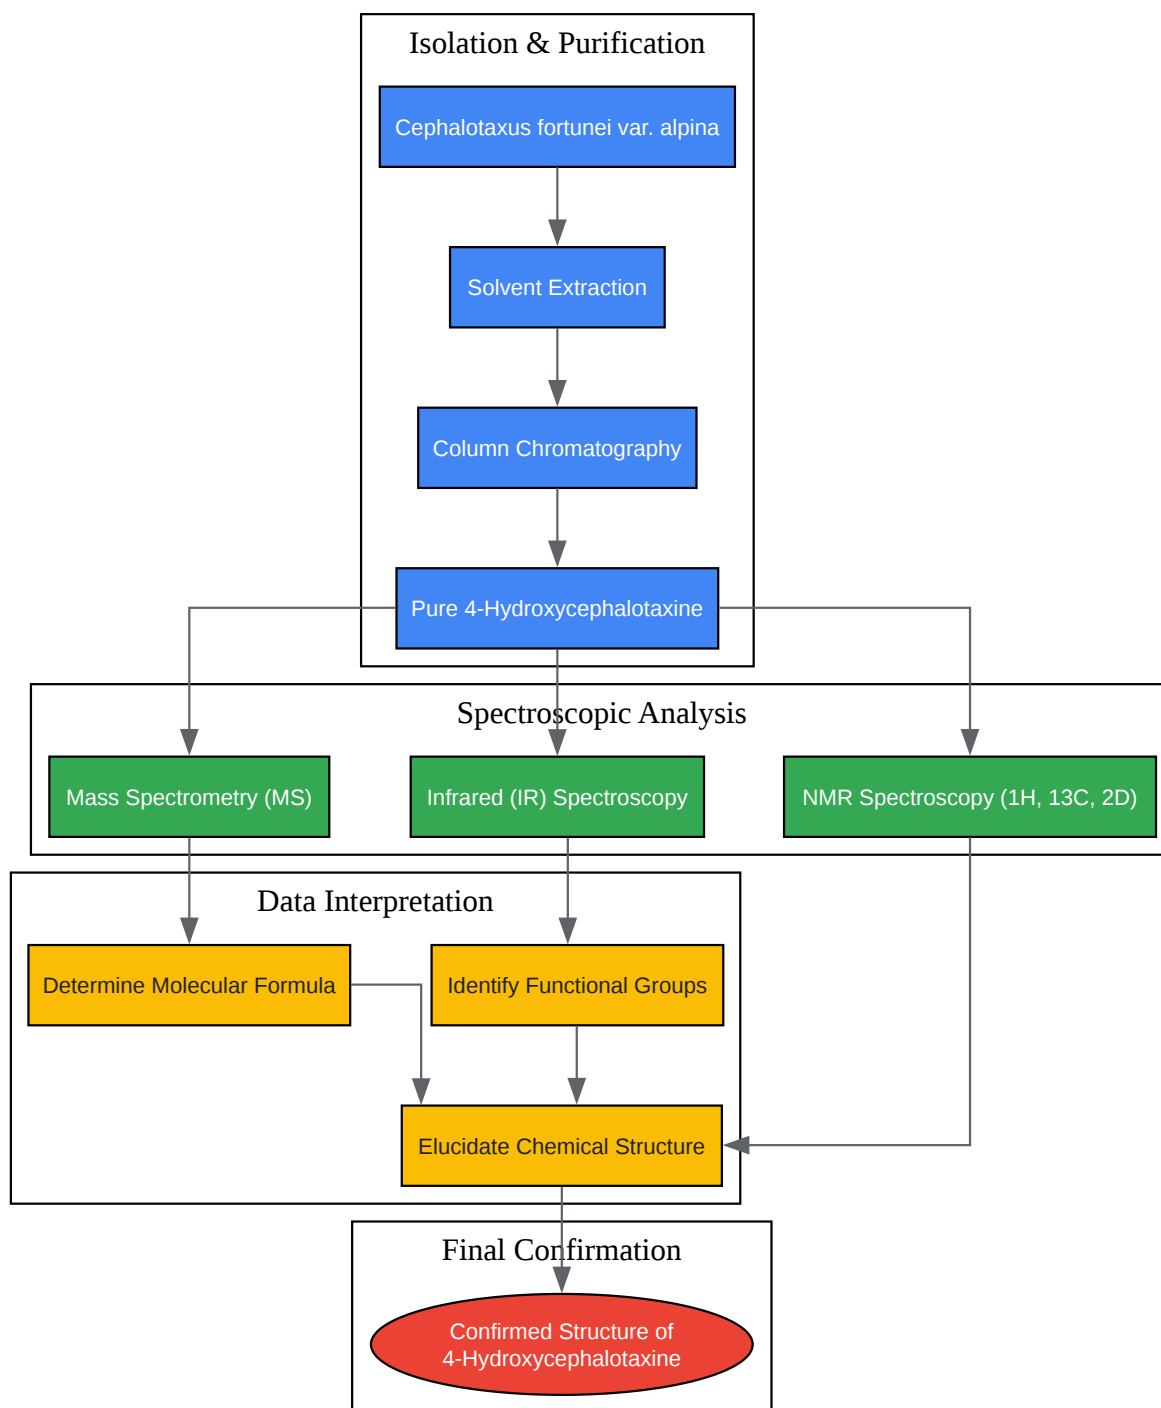 Isolation & Purification
Cephalotaxus fortunei var. alpina
Solvent Extraction
Column Chromatography
Pure 4-Hydroxycephalotaxine
Spectroscopic Analysis
Mass Spectrometry (MS)
Infrared (IR) Spectroscopy
NMR Spectroscopy (1H, 13C, 2D)
Data Interpretation
Determine Molecular Formula
Identify Functional Groups
Elucidate Chemical Structure
Final Confirmation
Confirmed Structure of
4-Hydroxycephalotaxine